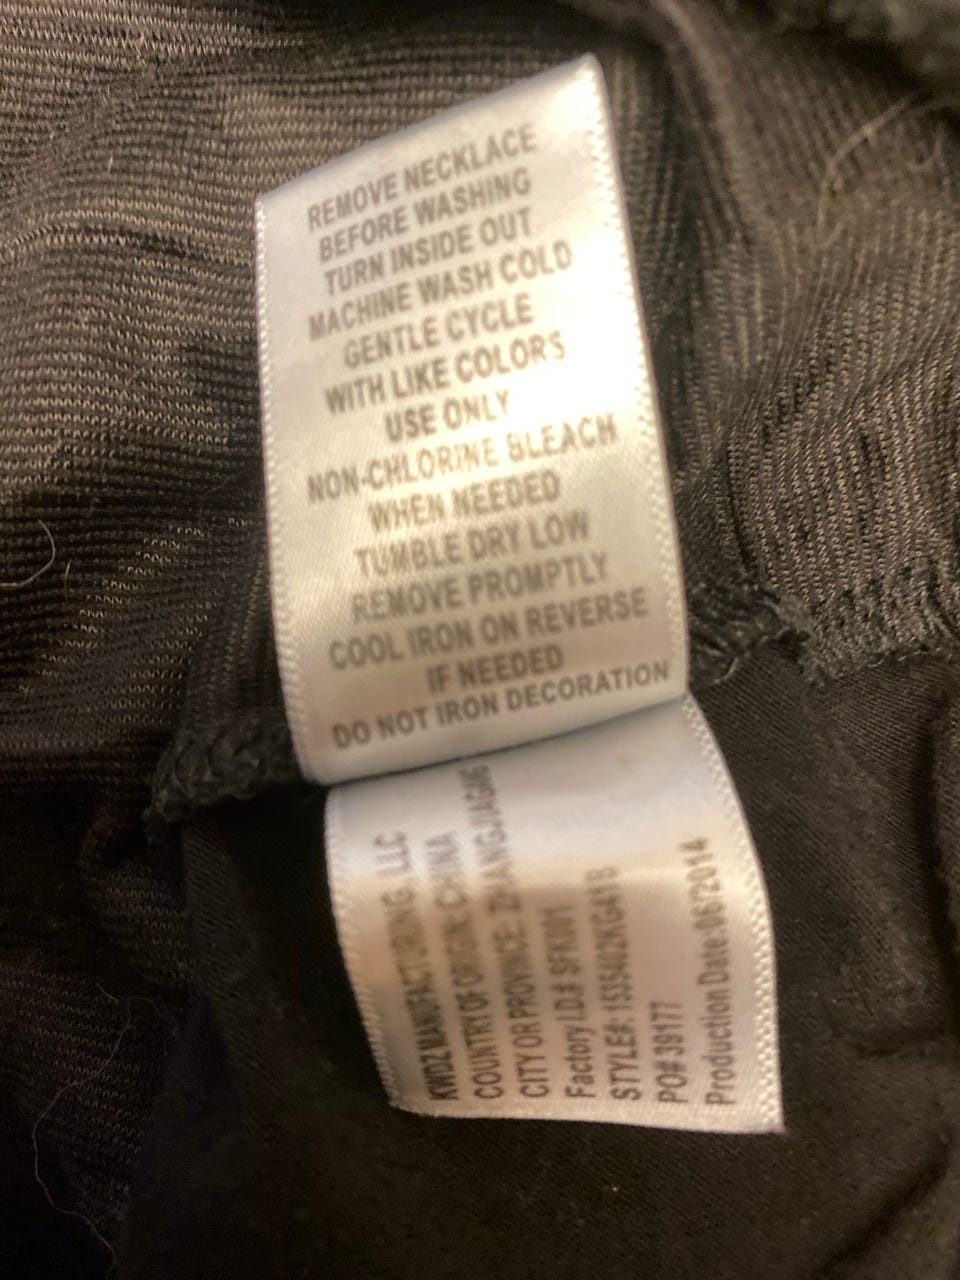 REMOVE NECKLACE
BEFORE WASHING
TURN INSIDE OUT
MACHINE WASH COLD
GENTLE CYCLE
WITH LIKE COLORS
USE ONLY
NON-CHLORINE BLEACH
WHEN NEEDED
TUMBLE DRY LOW
REMOVE PROMPTLY
COOL IRON ON REVERSE
IF NEEDED
DO NOT IRON DECORATION
KWDZ MANUFACTURING, LLC
COUNTRY OF ORIGIN: CHINA
CITY OR PROVINCE: ZHANGJIAGANG
Factory I.D.# SFK01
STYLE#:
PO# 39177
Production Date: 06/2014